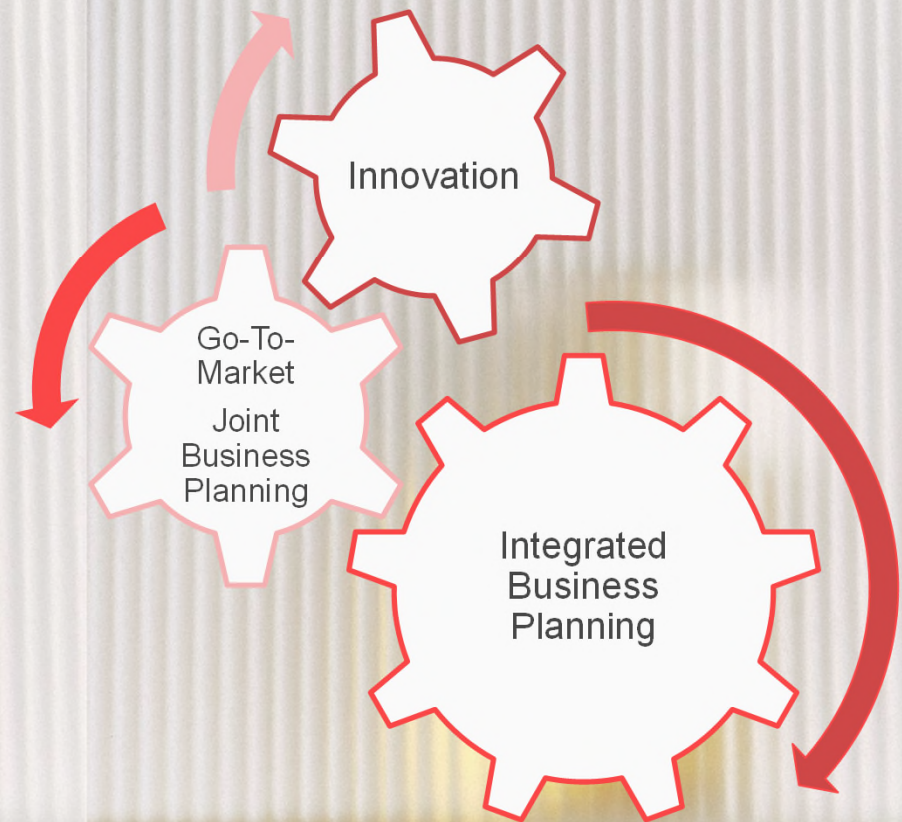 Innovation
Go-To-
Market
Joint
Business
Planning
Integrated
Business
Planning